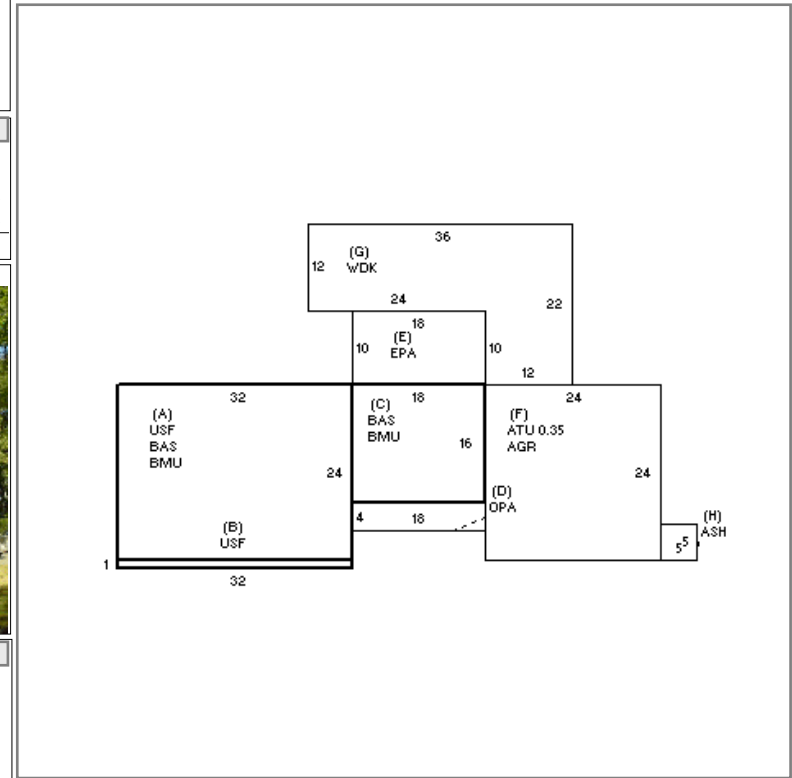 36
(G)
WDK
12
24
22
18
(E)
EPA
10
10
12
32
(A)
USF
BAS
BMU
24
(C)
BAS
BMU
18
16
24
(F)
ATU 0.35
AGR
24
(D)
OPA
4
18
(H)
ASH
5
5
(B)
USF
1
32